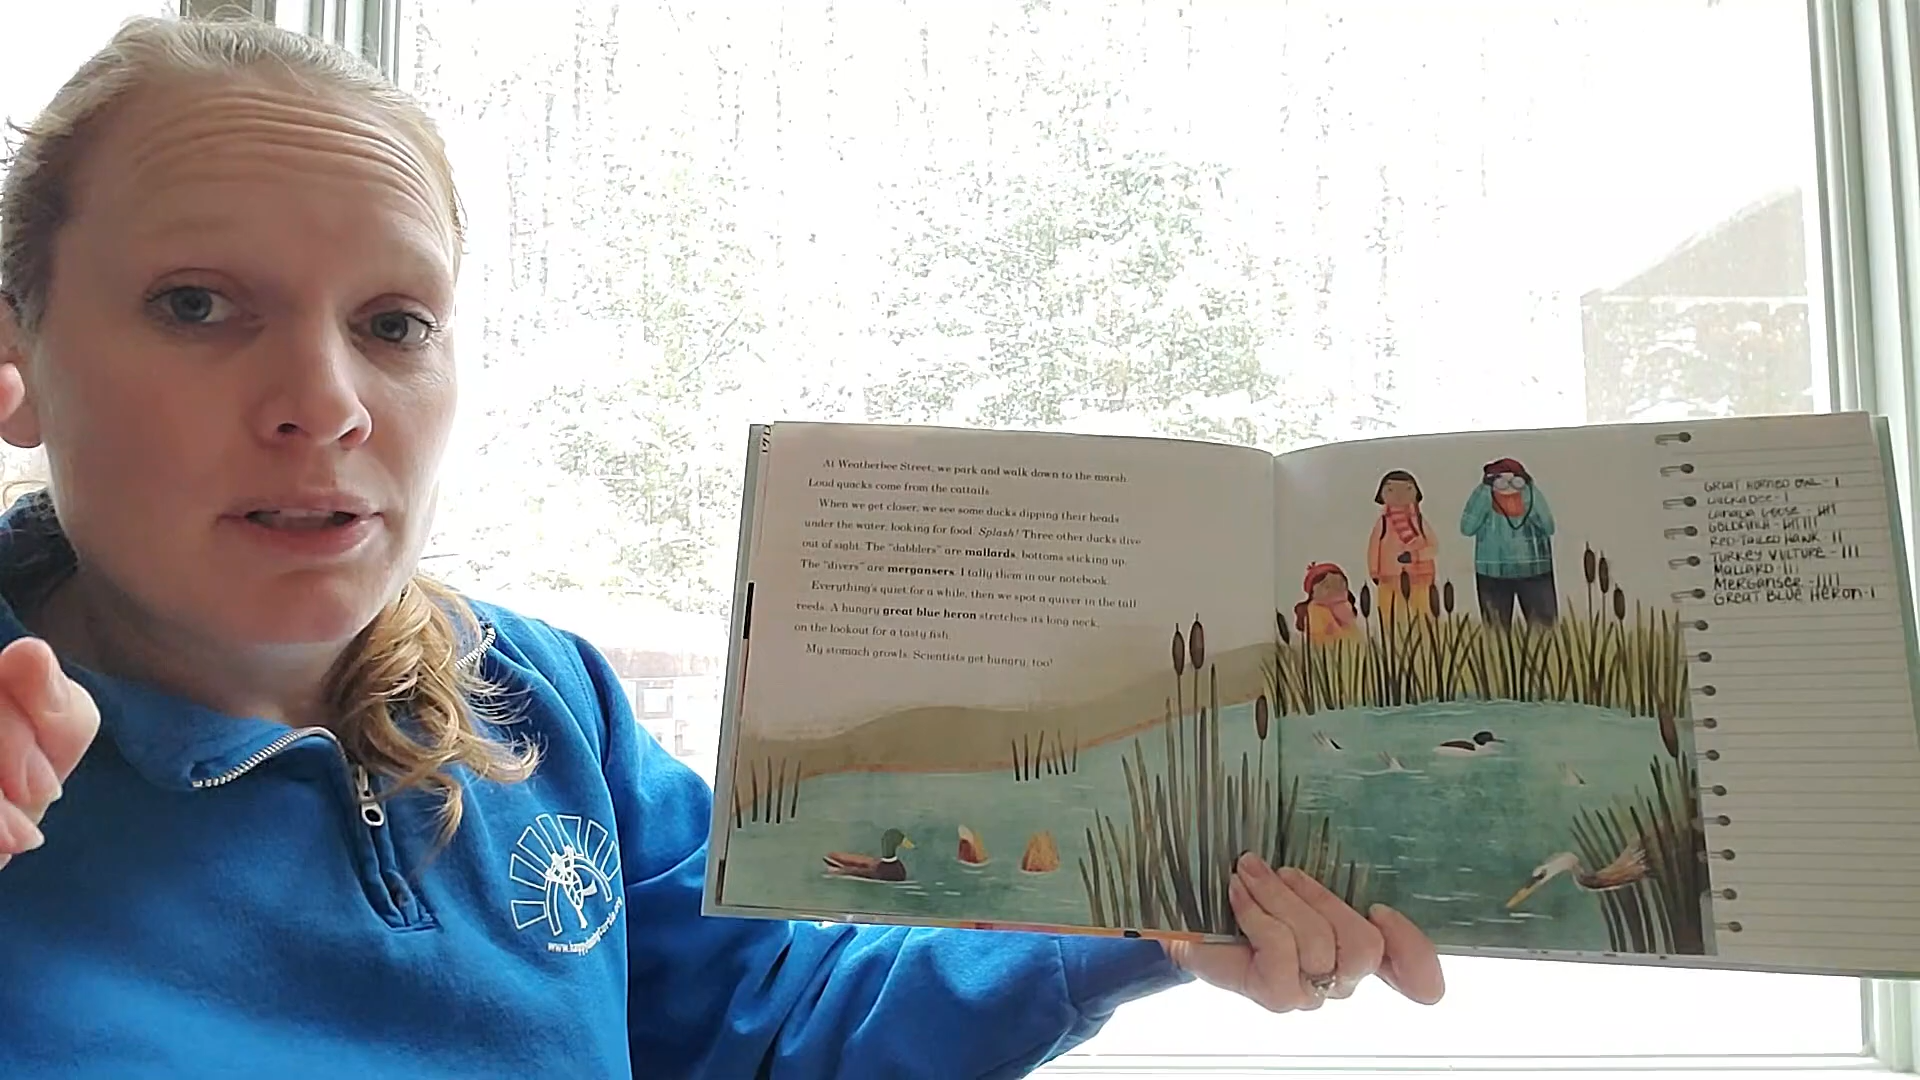 At Weatherbee Street, we park and walk down to the marsh.
Loud quacks come from the cattails.
When we get closer, we see some ducks dipping their heads
under the water, looking for food. Splash! Three other ducks dive
out of sight. The "dabblers" are mallards, bottoms sticking up.
The "divers" are mergansers. I tally them in our notebook.
Everything's quiet for a while, then we spot a quiver in the tall
reeds. A hungry great blue heron stretches its long neck,
on the lookout for a tasty fish.
My stomach growls. Scientists get hungry, too!
GREAT HORNED OWL - I
CHICKADEE - I
CANADA GEESE - 
GOLDFINCH - 
RED-TAILED HAWK - II
TURKEY VULTURE - III
MALLARD - III
MERGANSER - IIII
GREAT BLUE HERON - I
www.